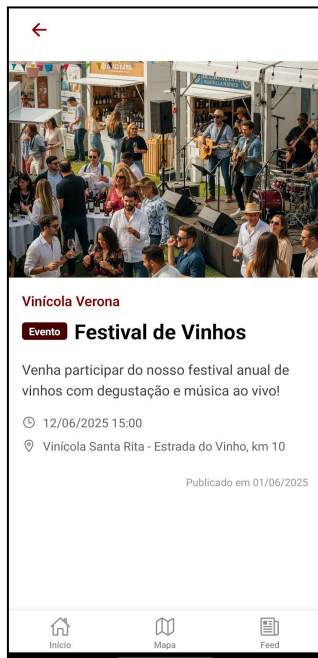 Vinícola Verona
Evento Festival de Vinhos
Venha participar do nosso festival anual de
vinhos com degustação e música ao vivo!
12/06/2025 15:00
Vinícola Santa Rita - Estrada do Vinho, km 10
Publicado em 01/06/2025
Início Mapa Feed